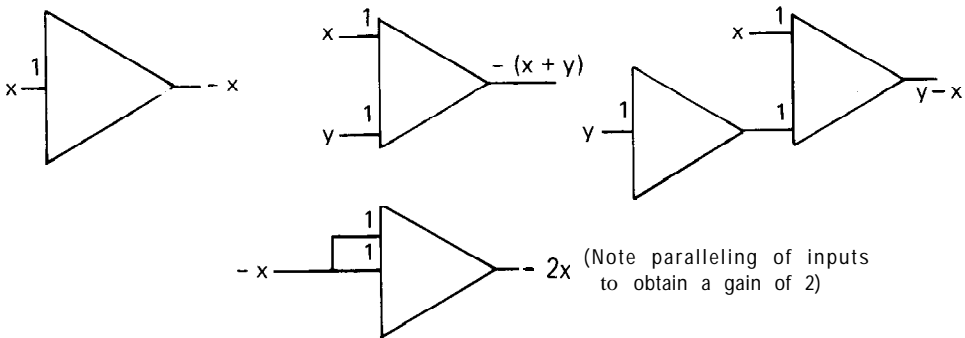 1
x
- x
x
1
y
1
- (x + y)
y
1
x
1
1
y - x
- x
1
1
- 2x
(Note paralleling of inputs
to obtain a gain of 2)